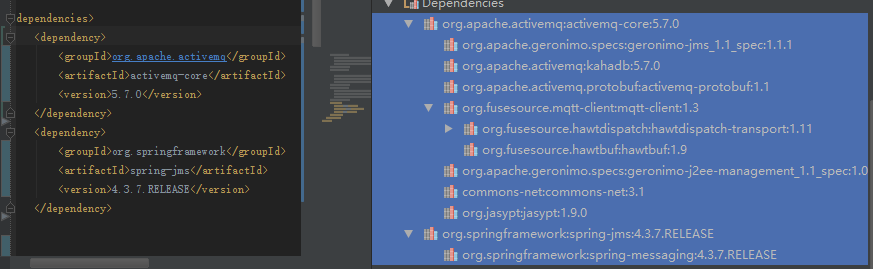 dependencies>
<dependency>
<groupId>org.apache.activemq</groupId>
<artifactId>activemq-core</artifactId>
<version>5.7.0</version>
</dependency>
<dependency>
<groupId>org.springframework</groupId>
<artifactId>spring-jms</artifactId>
<version>4.3.7.RELEASE</version>
</dependency>
Dependencies
org.apache.activemq:activemq-core:5.7.0
org.apache.geronimo.specs:geronimo-jms_1.1_spec:1.1.1
org.apache.activemq:kahadb:5.7.0
org.apache.activemq.protobuf:activemq-protobuf:1.1
org.fusesource.mqtt-client:mqtt-client:1.3
org.fusesource.hawtdispatch:hawtdispatch-transport:1.11
org.fusesource.hawtbuf:hawtbuf:1.9
org.apache.geronimo.specs:geronimo-j2ee-management_1.1_spec:1.0
commons-net:commons-net:3.1
org.jasypt:jasypt:1.9.0
org.springframework:spring-jms:4.3.7.RELEASE
org.springframework:spring-messaging:4.3.7.RELEASE